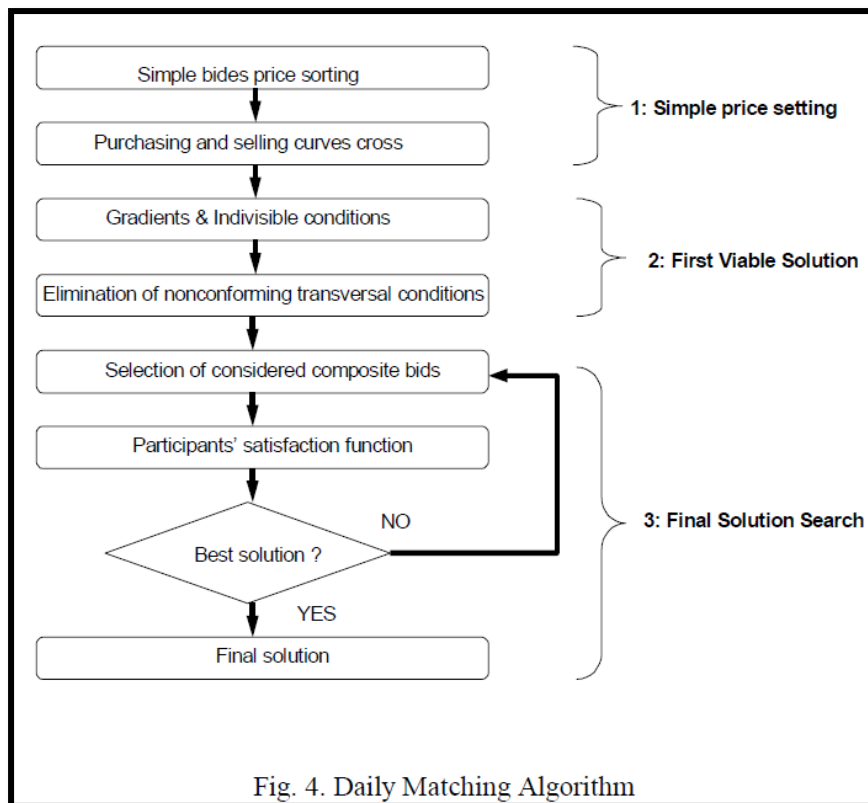 Simple bides price sorting
1: Simple price setting
Purchasing and selling curves cross
Gradients & Indivisible conditions
2: First Viable Solution
Elimination of nonconforming transversal conditions
Selection of considered composite bids
Participants’ satisfaction function
NO
3: Final Solution Search
Best solution ?
YES
Final solution
Fig. 4. Daily Matching Algorithm